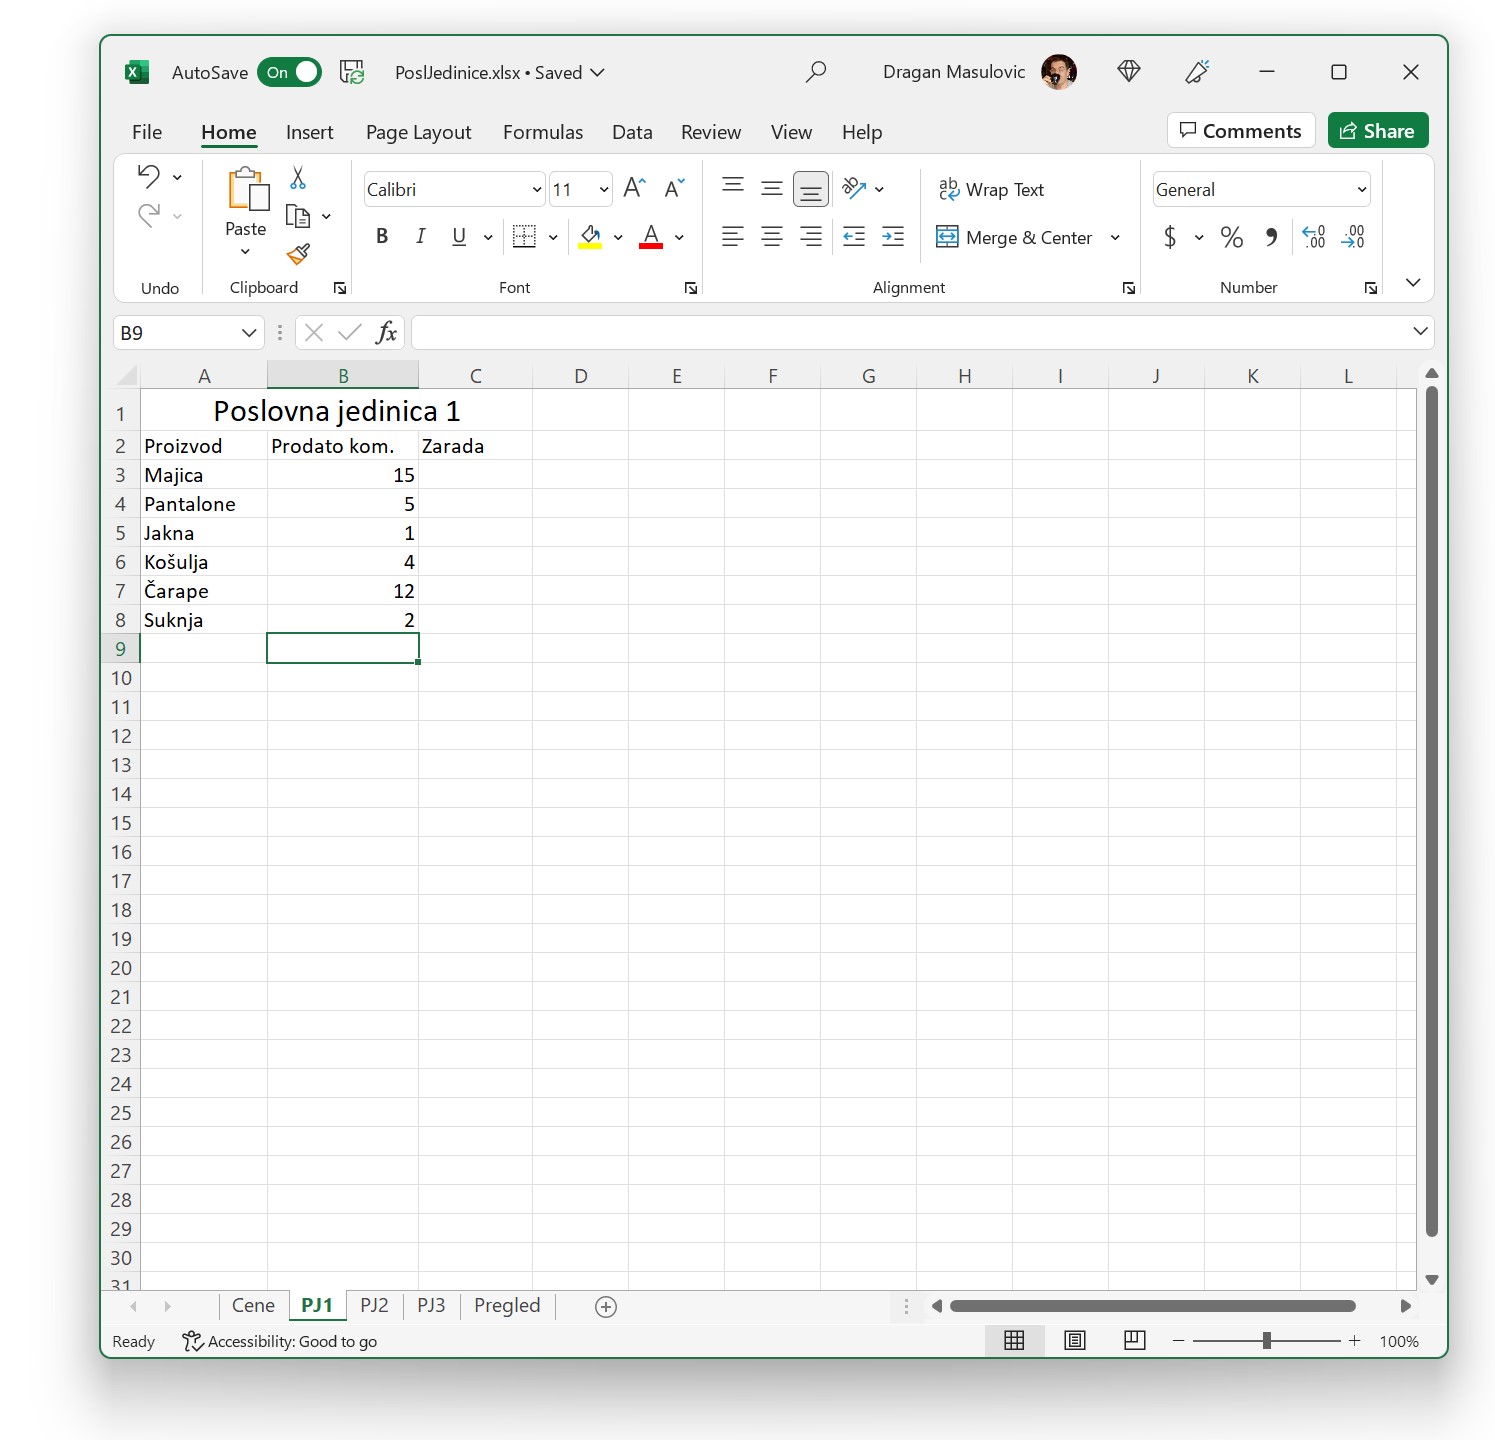 AutoSave On PoslJedinice.xlsx • Saved Dragan Masulovic
File Home Insert Page Layout Formulas Data Review View Help Comments Share
Calibri 11 ab Wrap Text General
Paste B I U A Merge & Center $ % .00 .00
Undo Clipboard Font Alignment Number
B9 fx
A B C D E F G H I J K L
1 Poslovna jedinica 1
2 Proizvod Prodato kom. Zarada
3 Majica 15
4 Pantalone 5
5 Jakna 1
6 Košulja 4
7 Čarape 12
8 Suknja 2
9
10
11
12
13
14
15
16
17
18
19
20
21
22
23
24
25
26
27
28
29
30
31
Cene PJ1 PJ2 PJ3 Pregled
Ready Accessibility: Good to go 100%